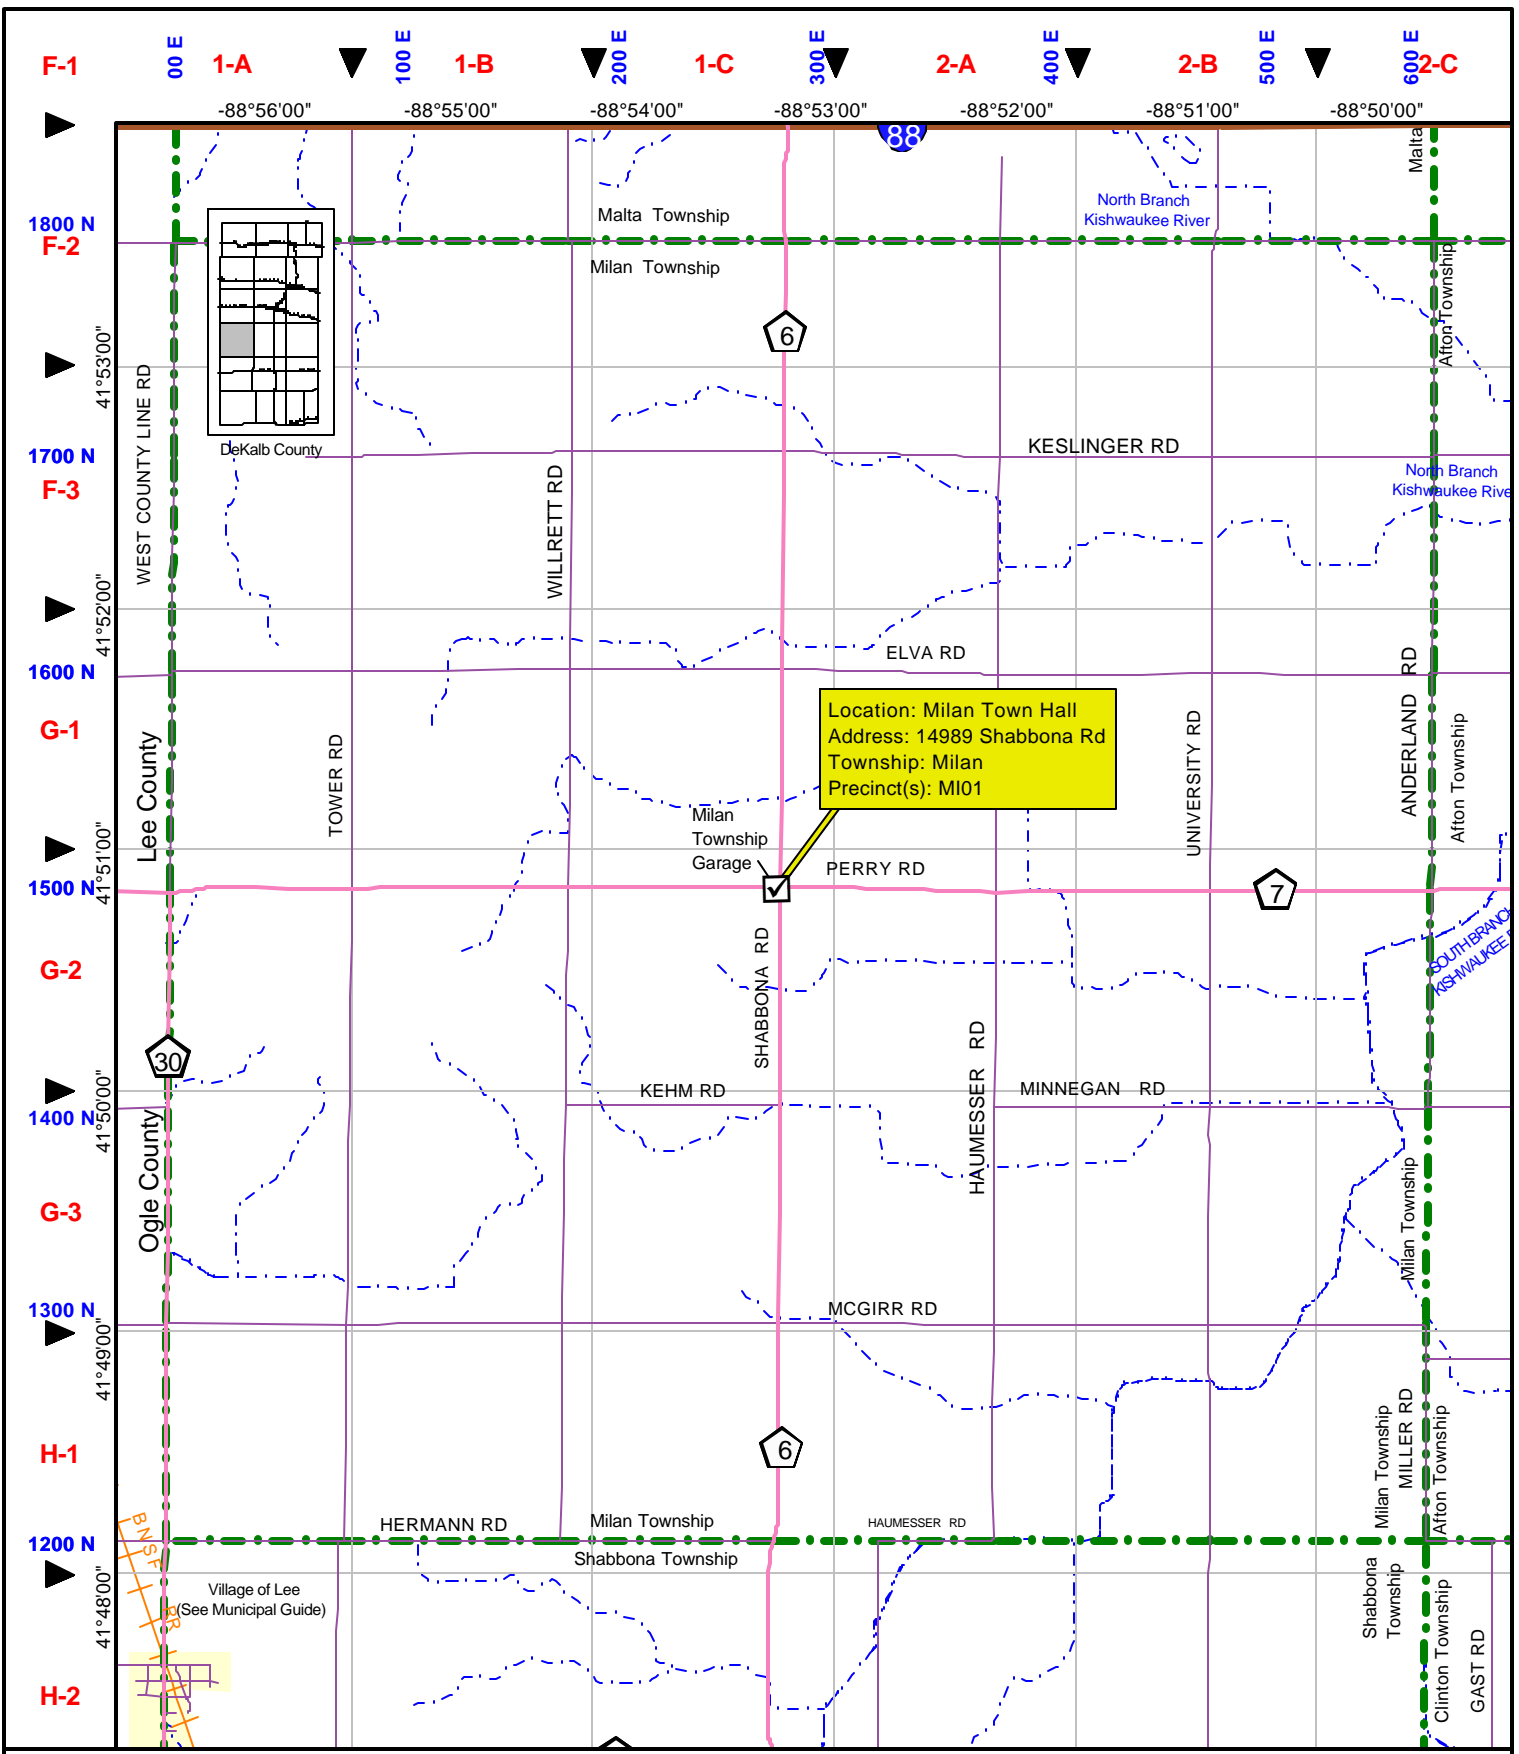 F-1
00 E
1-A
100 E
1-B
200 E
1-C
300 E
2-A
400 E
2-B
500 E
600 E
2-C
-88°56'00"
-88°55'00"
-88°54'00"
-88°53'00"
-88°52'00"
-88°51'00"
-88°50'00"
88
Malta
1800 N
F-2
Malta Township
Milan Township
North Branch
Kishwaukee River
Afton Township
6
41°53'00"
WEST COUNTY LINE RD
DeKalb County
1700 N
F-3
KESLINGER RD
North Branch
Kishwaukee Rive
WILLRETT RD
41°52'00"
1600 N
ELVA RD
G-1
Location: Milan Town Hall
Address: 14989 Shabbona Rd
Township: Milan
Precinct(s): MI01
Lee County
TOWER RD
UNIVERSITY RD
ANDERLAND RD
Afton Township
Milan
Township
Garage
PERRY RD
41°51'00"
1500 N
7
G-2
SHABBONA RD
SOUTH BRANCH
KISHWAUKEE
30
HAUMESSER RD
KEHM RD
MINNEGAN RD
41°50'00"
1400 N
Ogle County
G-3
Milan Township
1300 N
MCGIRR RD
41°49'00"
H-1
6
Milan Township
MILLER RD
Afton Township
BNSF RR
HERMANN RD
Milan Township
HAUMESSER RD
1200 N
Shabbona Township
41°48'00"
Village of Lee
(See Municipal Guide)
Shabbona
Township
Clinton Township
GAST RD
H-2